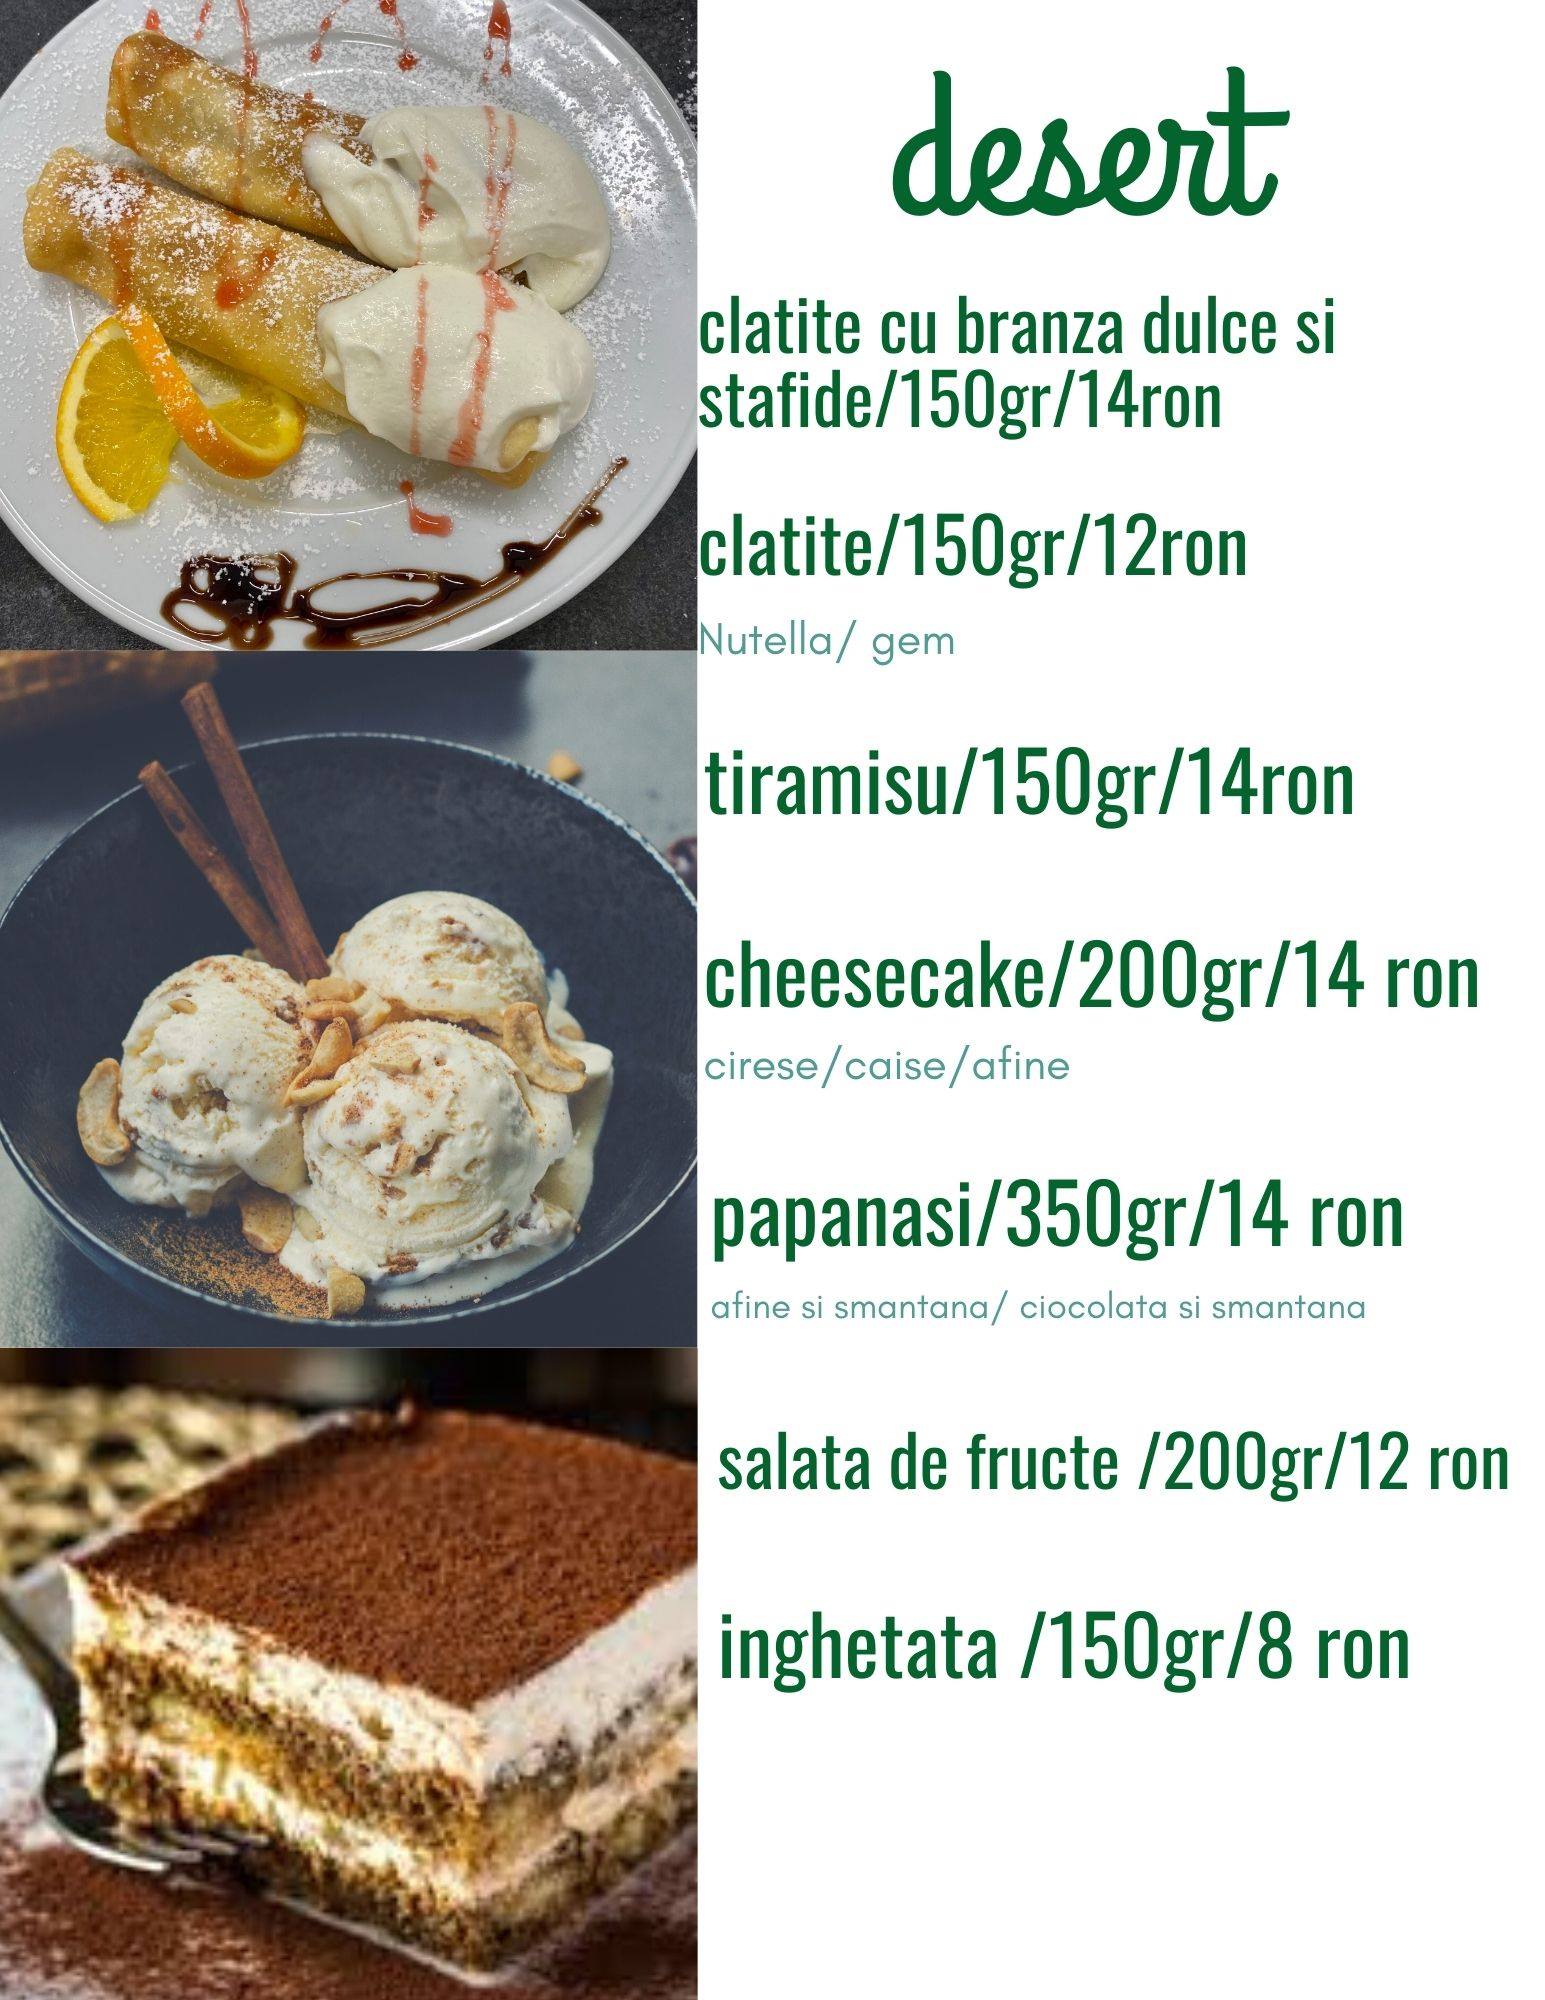 desert
clatite cu branza dulce si
stafide/150gr/14ron
clatite/150gr/12ron
Nutella/ gem
tiramisu/150gr/14ron
cheesecake/200gr/14 ron
cirese/caise/afine
papanasi/350gr/14 ron
afine si smantana/ ciocolata si smantana
salata de fructe /200gr/12 ron
inghetata /150gr/8 ron